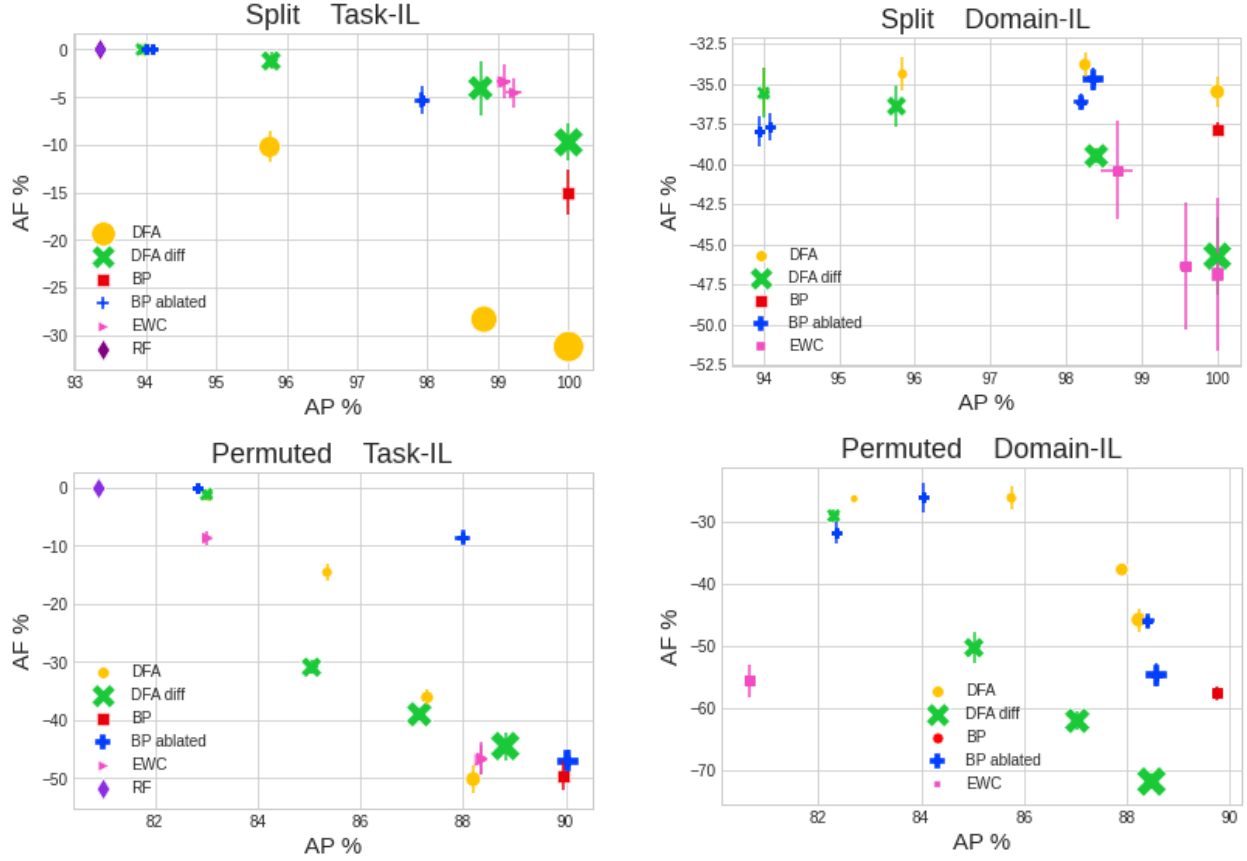 Split Task-IL
0
−5
−10
−15
−20
−25
−30
AF %
DFA
DFA diff
BP
BP ablated
EWC
RF
93 94 95 96 97 98 99 100
AP %
Split Domain-IL
−32.5
−35.0
−37.5
−40.0
−42.5
−45.0
−47.5
−50.0
−52.5
AF %
DFA
DFA diff
BP
BP ablated
EWC
94 95 96 97 98 99 100
AP %
Permuted Task-IL
0
−10
−20
−30
−40
−50
AF %
DFA
DFA diff
BP
BP ablated
EWC
RF
82 84 86 88 90
AP %
Permuted Domain-IL
−30
−40
−50
−60
−70
AF %
DFA
DFA diff
BP
BP ablated
EWC
82 84 86 88 90
AP %